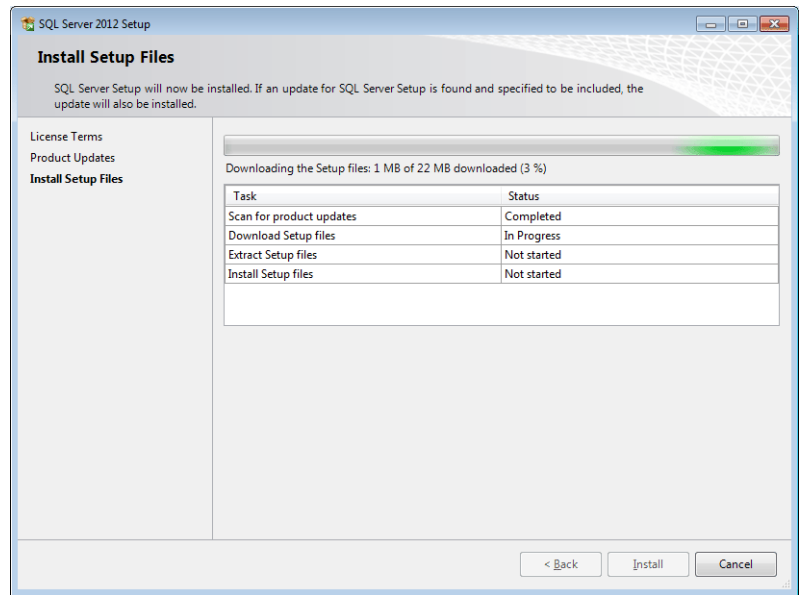 SQL Server 2012 Setup
Install Setup Files
SQL Server Setup will now be installed. If an update for SQL Server Setup is found and specified to be included, the
update will also be installed.
License Terms
Product Updates
Install Setup Files
Downloading the Setup files: 1 MB of 22 MB downloaded (3 %)
Task Status
Scan for product updates Completed
Download Setup files In Progress
Extract Setup files Not started
Install Setup files Not started
< Back Install Cancel